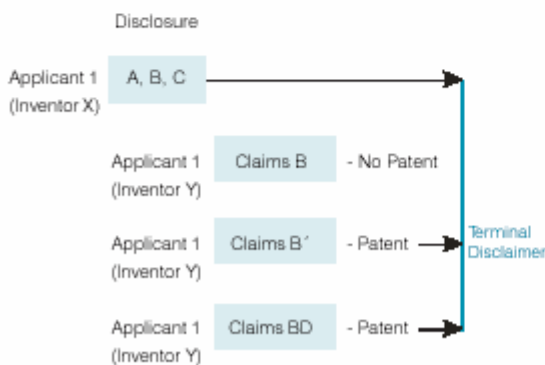 Disclosure
Applicant 1
(Inventor X)
A, B, C
Applicant 1
(Inventor Y)
Claims B
- No Patent
Applicant 1
(Inventor Y)
Claims B´
- Patent
Terminal
Disclaimer
Applicant 1
(Inventor Y)
Claims BD
- Patent